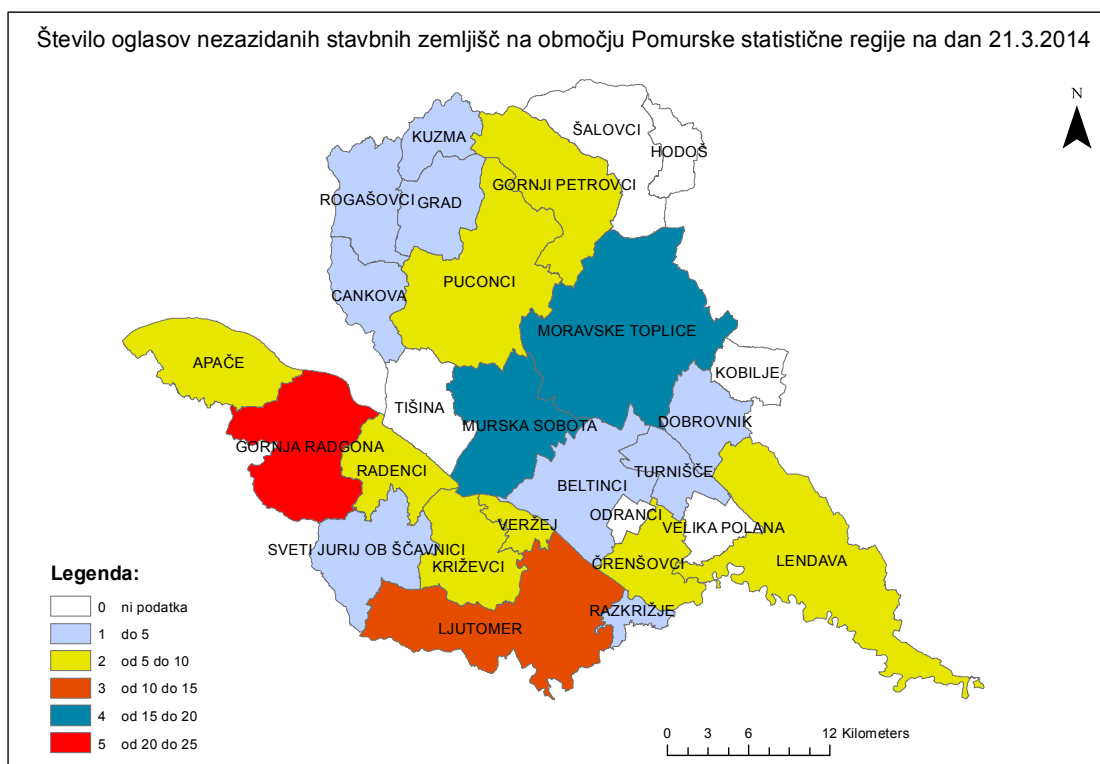 Število oglasov nezazidanih stavbnih zemljišč na območju Pomurske statistične regije na dan 21.3.2014
N
ŠALOVCI
KUZMA
HODOŠ
GORNJI PETROVCI
ROGAŠOVCI
GRAD
PUCONCI
CANKOVA
MORAVSKE TOPLICE
APAČE
KOBILJE
TIŠINA
DOBROVNIK
MURSKA SOBOTA
GORNJA RADGONA
RADENCI
TURNIŠČE
BELTINCI
ODRANCI
VERŽEJ
VELIKA POLANA
SVETI JURIJ OB ŠČAVNICI
LENDAVA
ČRENŠOVCI
KRIŽEVCI
RAZKRIŽJE
LJUTOMER
Legenda:
0 ni podatka
1 do 5
2 od 5 do 10
3 od 10 do 15
4 od 15 do 20
5 od 20 do 25
0 3 6 12 Kilometers